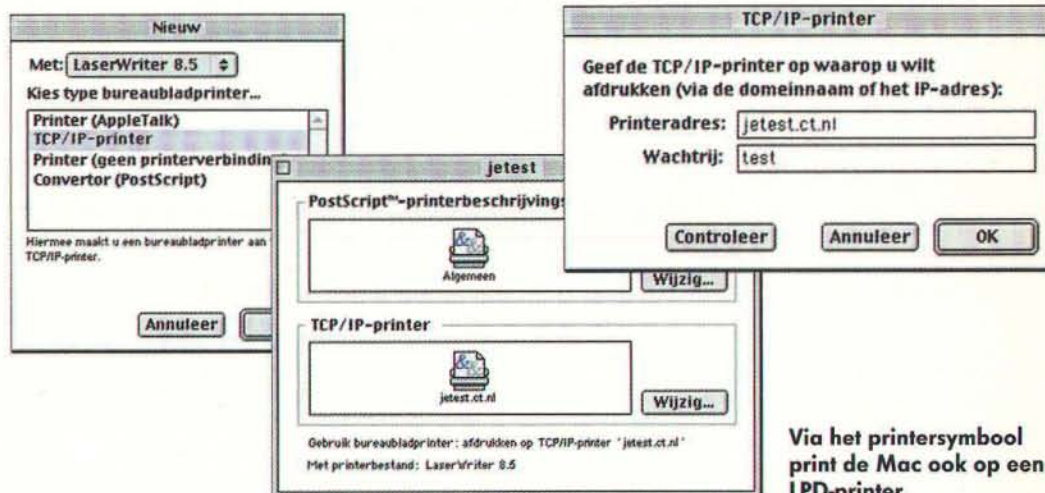 Nieuw
Met: LaserWriter 8.5
Kies type bureaubladprinter...
Printer (AppleTalk)
TCP/IP-printer
Printer (geen printerverbinding)
Convertor (PostScript)
Hiermee maakt u een bureaubladprinter aan
TCP/IP-printer.
Annuleer
jetest
PostScript™-printerbeschrijvings
Algemeen
Wijzig...
TCP/IP-printer
jetest.ct.nl
Wijzig...
Gebruik bureaubladprinter: afdrukken op TCP/IP-printer 'jetest.ct.nl'
Met printerbestand: LaserWriter 8.5
TCP/IP-printer
Geef de TCP/IP-printer op waarop u wilt
afdrukken (via de domeinnaam of het IP-adres):
Printeradres: jetest.ct.nl
Wachtrij: test
Controleer
Annuleer
OK
Via het printersymbool
print de Mac ook op een
LPD-printer